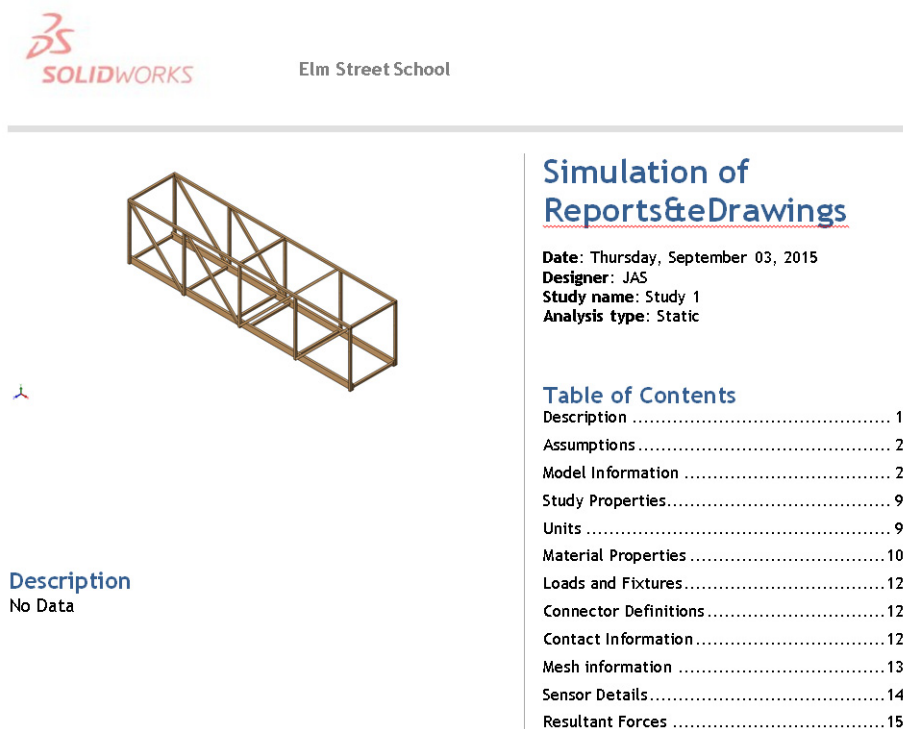 SOLIDWORKS
Elm Street School
Simulation of
Reports&eDrawings
Date: Thursday, September 03, 2015
Designer: JAS
Study name: Study 1
Analysis type: Static
Table of Contents
Description ............................................. 1
Assumptions ............................................ 2
Model Information .................................... 2
Study Properties....................................... 9
Units ..................................................... 9
Material Properties ..................................10
Loads and Fixtures...................................12
Connector Definitions ...............................12
Contact Information .................................12
Mesh information ....................................13
Sensor Details.........................................14
Resultant Forces .....................................15
Description
No Data